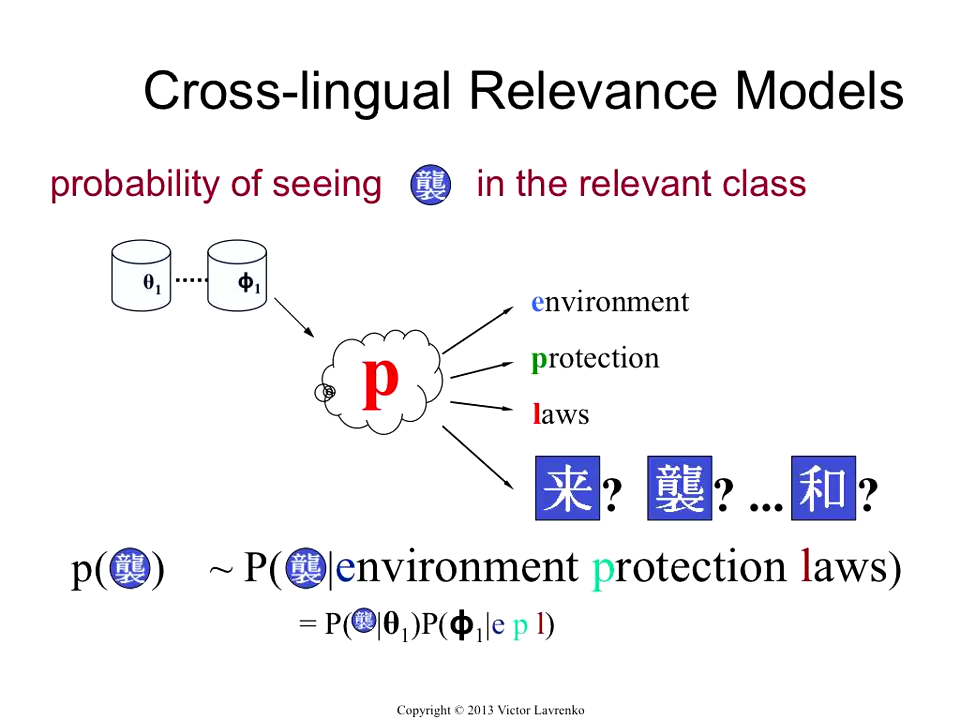 Cross-lingual Relevance Models
probability of seeing 襲 in the relevant class
θ1 ..... ϕ1
environment
p
protection
laws
来? 襲? ... 和?
p(襲) ~ P(襲|environment protection laws)
= P(襲|θ1)P(ϕ1|e p l)
Copyright © 2013 Victor Lavrenko